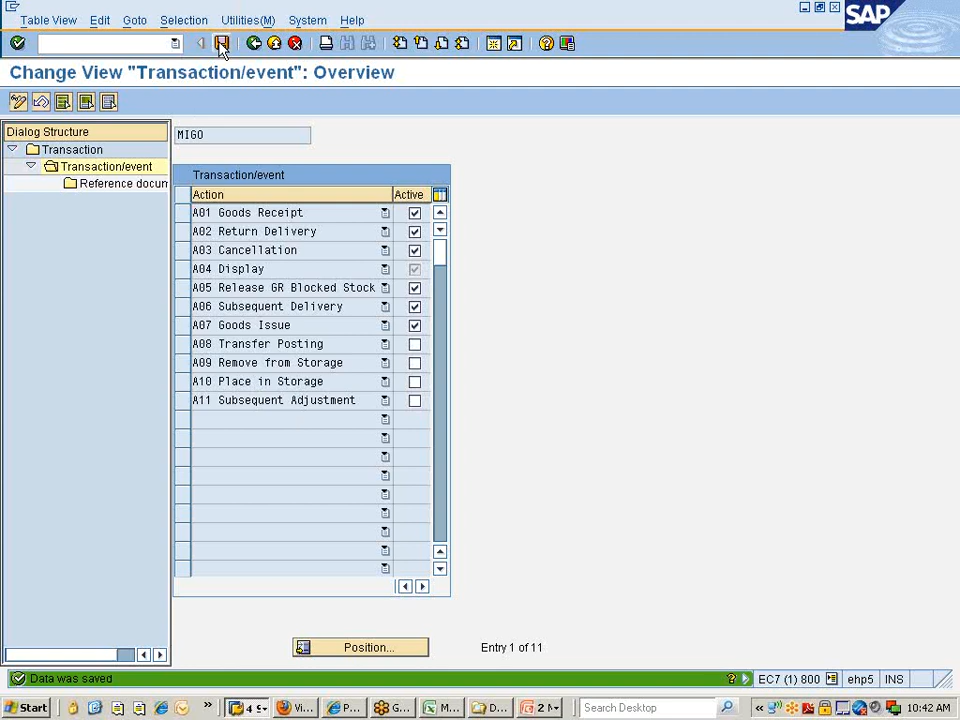 Table View Edit Goto Selection Utilities(M) System Help
SAP
Change View "Transaction/event": Overview
Dialog Structure
Transaction
Transaction/event
Reference docum
MIGO
Transaction/event
Action Active
A01 Goods Receipt
A02 Return Delivery
A03 Cancellation
A04 Display
A05 Release GR Blocked Stock
A06 Subsequent Delivery
A07 Goods Issue
A08 Transfer Posting
A09 Remove from Storage
A10 Place in Storage
A11 Subsequent Adjustment
Position... Entry 1 of 11
Data was saved EC7 (1) 800 ehp5 INS
Start 4 S Vi... P... G... M... D... 2 M Search Desktop 10:42 AM